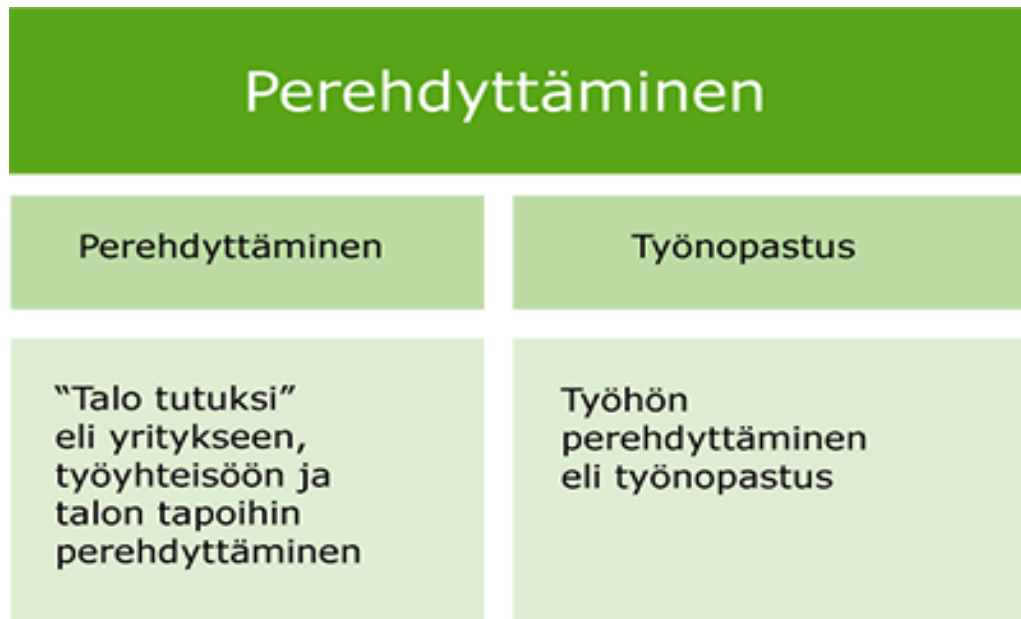 Perehdyttäminen
Perehdyttäminen
Työnopastus
“Talo tutuksi”
eli yritykseen,
työyhteisöön ja
talon tapoihin
perehdyttäminen
Työhön
perehdyttäminen
eli työnopastus